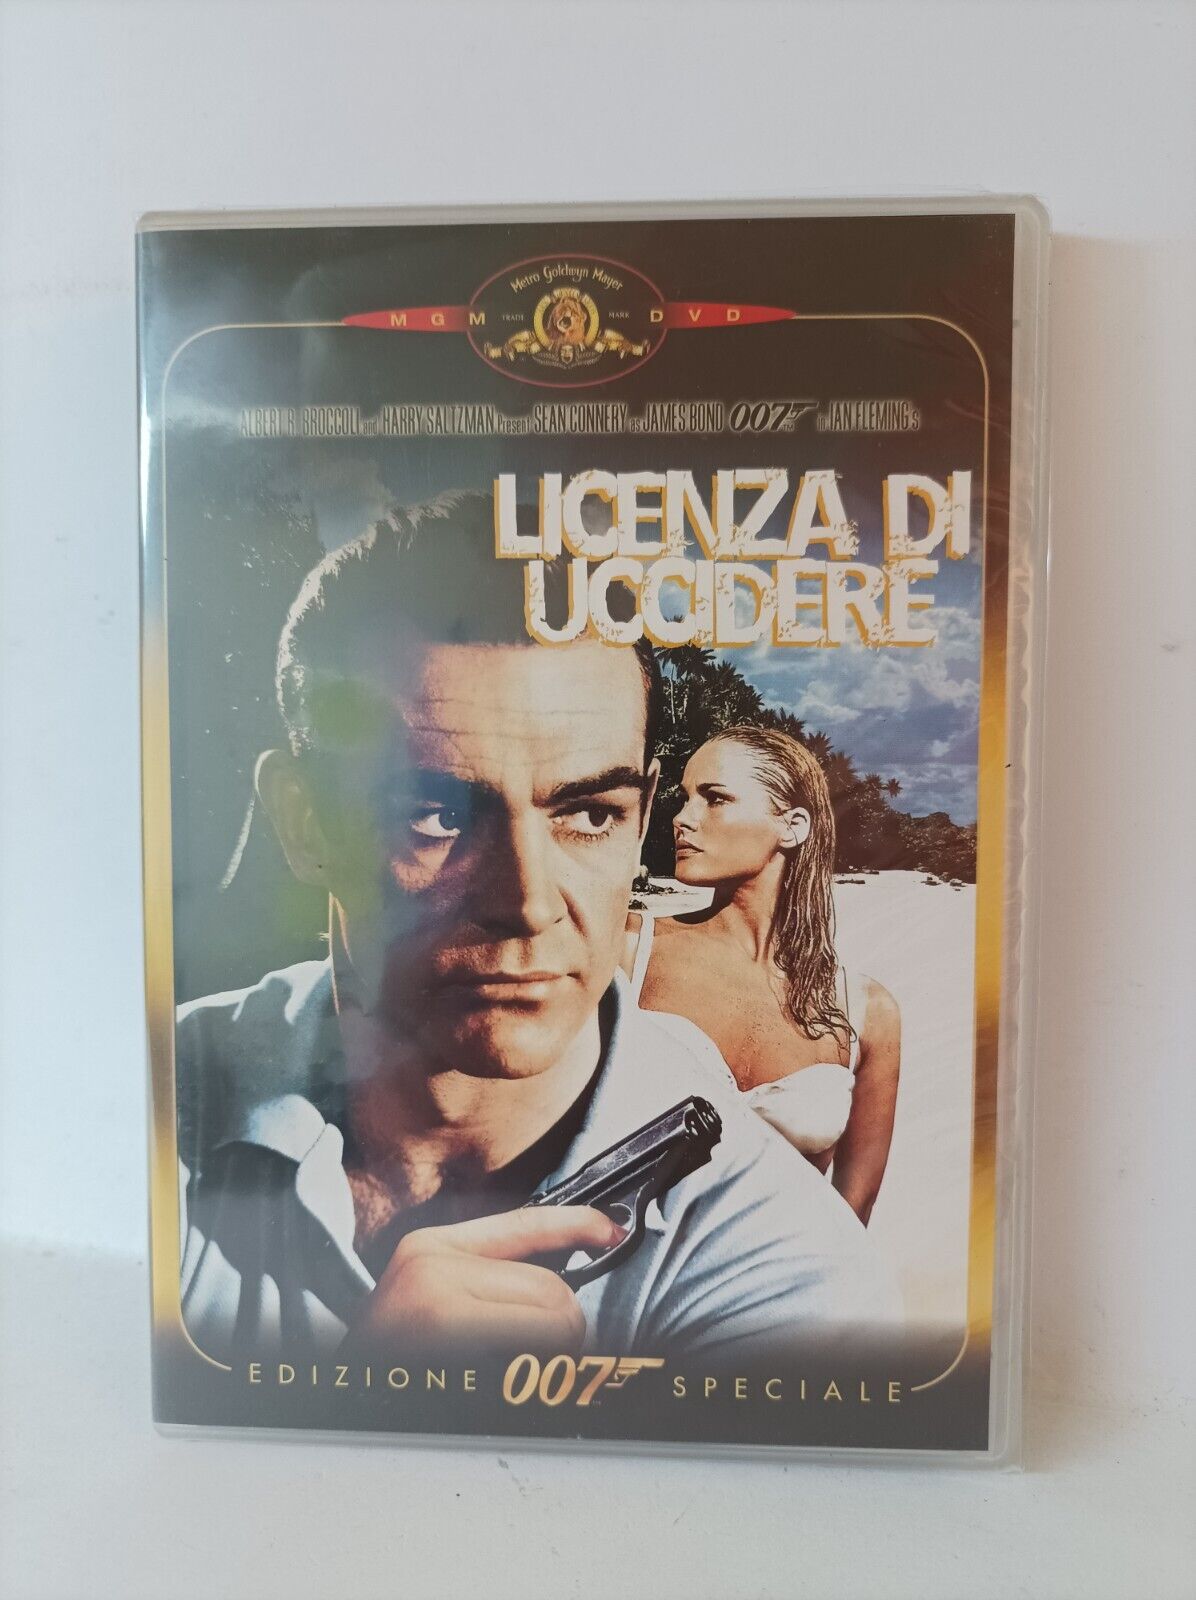 Metro Goldwyn Mayer
MGM TRADE MARK DVD
ALBERT R. BROCCOLI and HARRY SALTZMAN Present SEAN CONNERY as JAMES BOND 007 in IAN FLEMING'S
LICENZA DI
UCCIDERE
EDIZIONE 007 SPECIALE